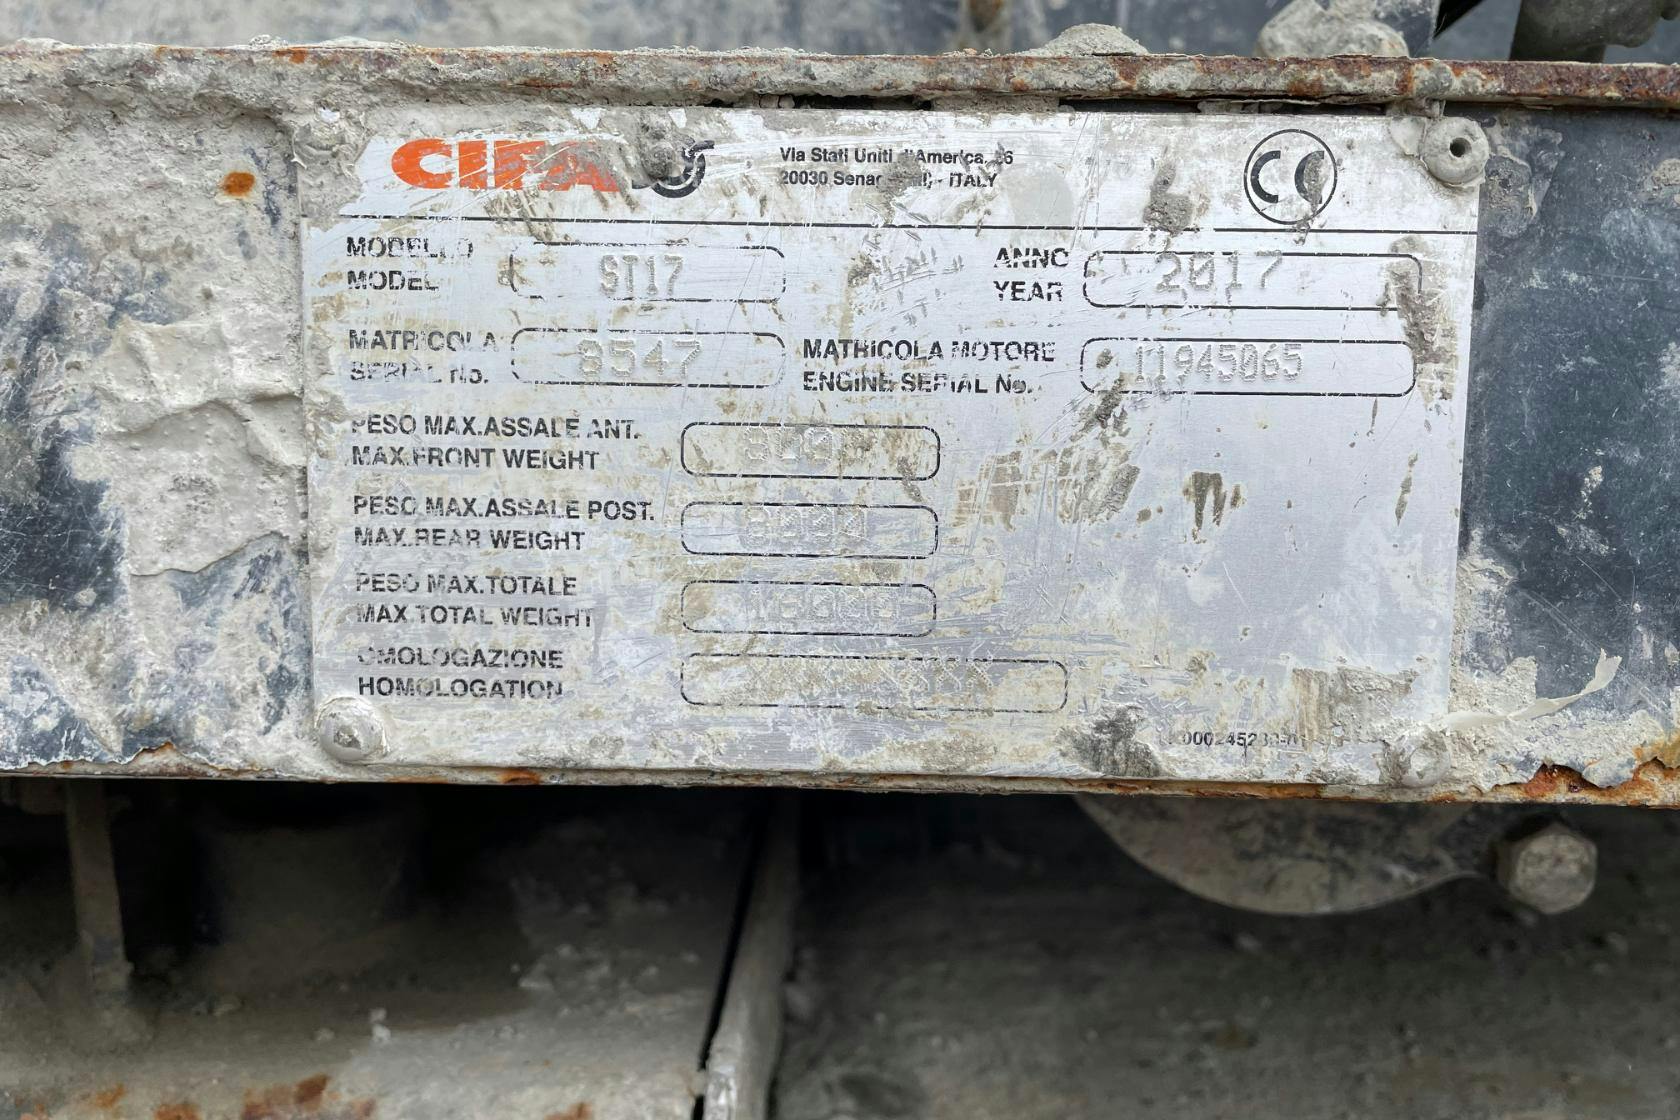 CIFA
Via Stati Uniti d'America,
20030 Senago (MI) - ITALY
CE
MODELLO
MODEL
ST17
ANNO
YEAR
2017
MATRICOLA
SERIAL No.
8547
MATRICOLA MOTORE
ENGINE SERIAL No.
11945065
PESO MAX.ASSALE ANT.
MAX.FRONT WEIGHT
PESO MAX.ASSALE POST.
MAX.REAR WEIGHT
PESO MAX.TOTALE
MAX.TOTAL WEIGHT
OMOLOGAZIONE
HOMOLOGATION